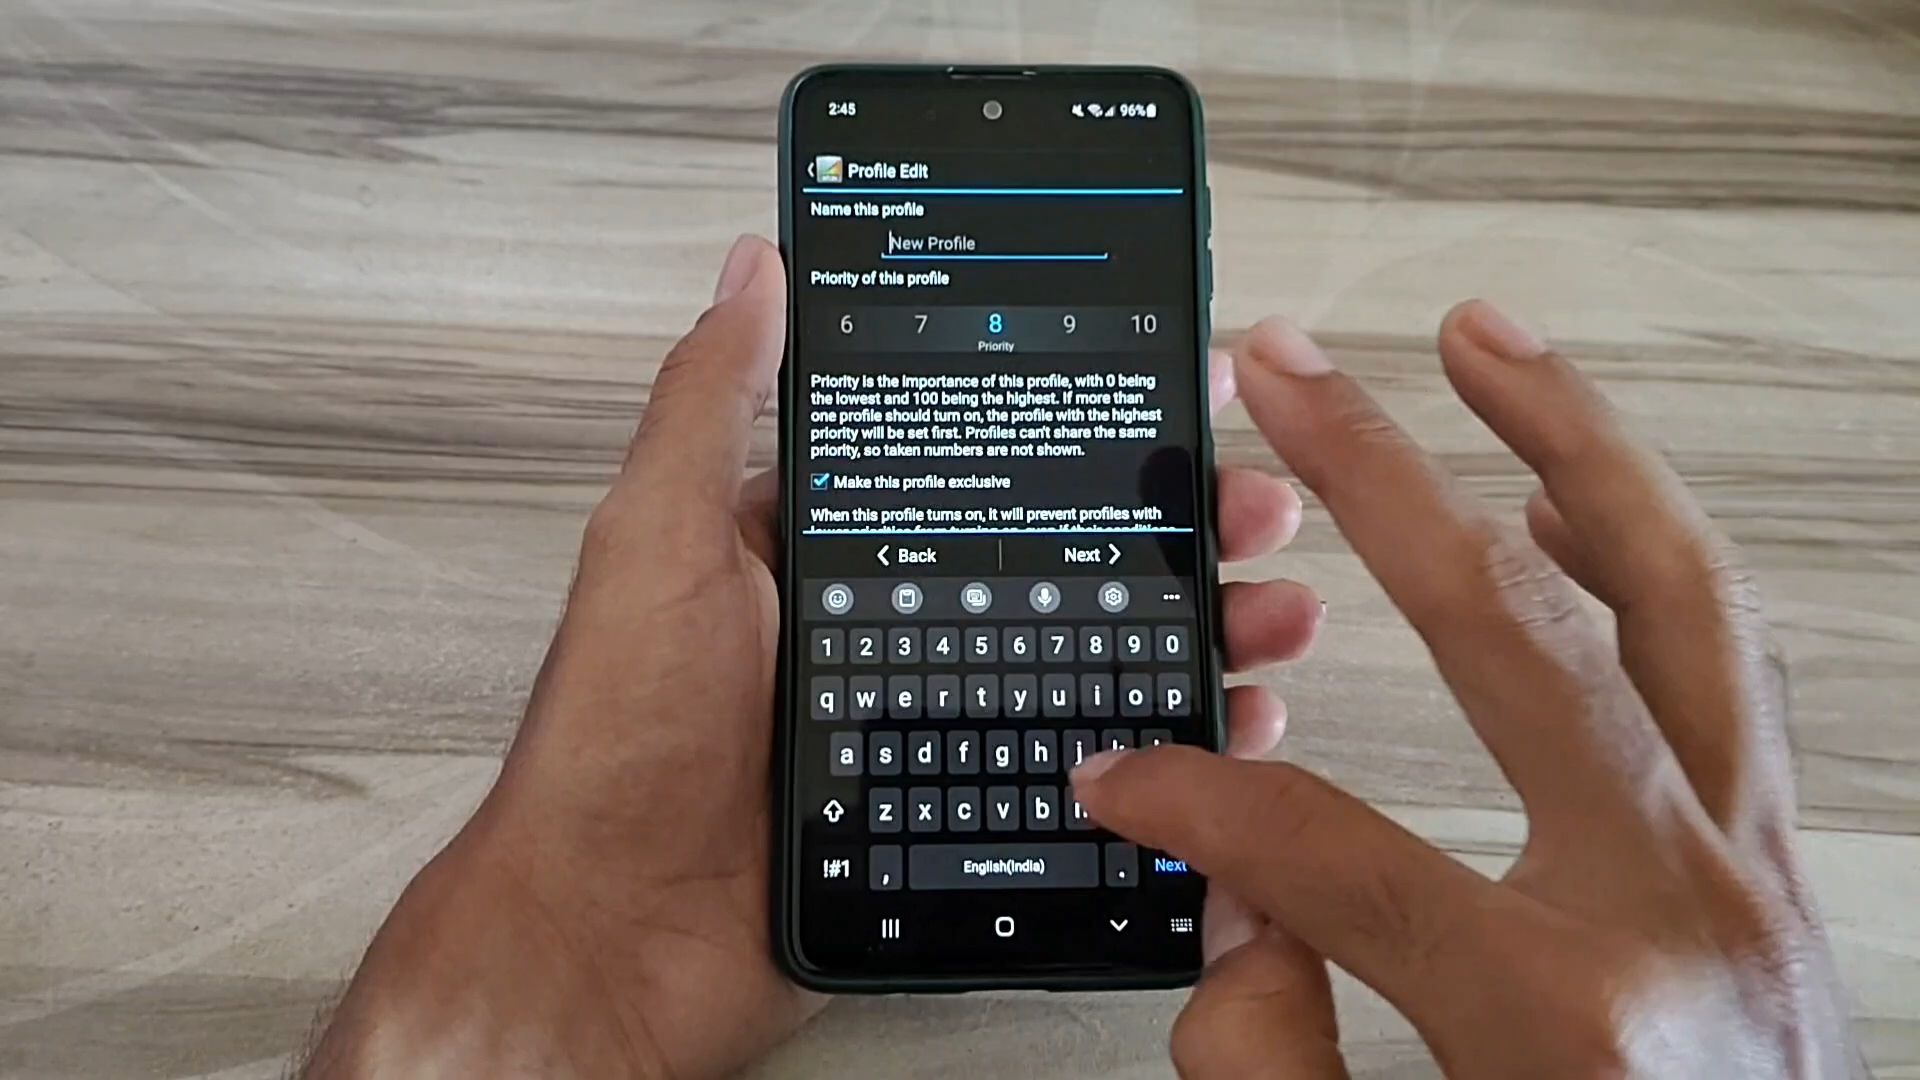 2:45 96%
Profile Edit
Name this profile
New Profile
Priority of this profile
6 7 8 9 10
Priority
Priority is the importance of this profile, with 0 being
the lowest and 100 being the highest. If more than
one profile should turn on, the profile with the highest
priority will be set first. Profiles can't share the same
priority, so taken numbers are not shown.
Make this profile exclusive
When this profile turns on, it will prevent profiles with
Back Next
1 2 3 4 5 6 7 8 9 0
q w e r t y u i o p
a s d f g h j
z x c v b
!#1 , English(India) . Next